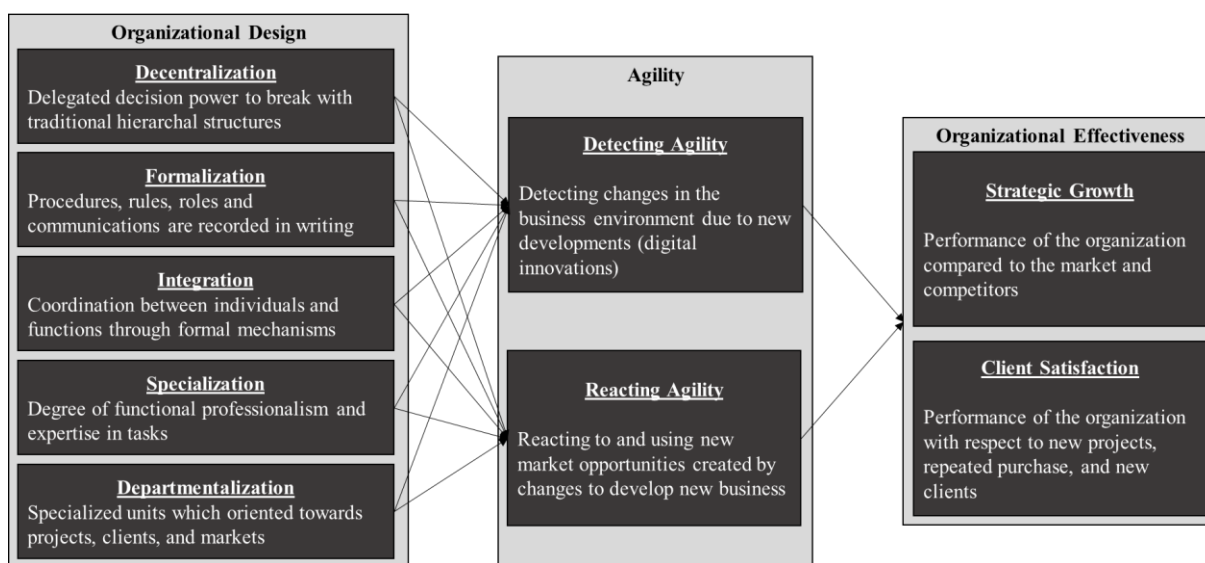 Organizational Design
Decentralization
Delegated decision power to break with
traditional hierarchal structures
Formalization
Procedures, rules, roles and
communications are recorded in writing
Integration
Coordination between individuals and
functions through formal mechanisms
Specialization
Degree of functional professionalism and
expertise in tasks
Departmentalization
Specialized units which oriented towards
projects, clients, and markets
Agility
Detecting Agility
Detecting changes in the
business environment due to new
developments (digital
innovations)
Reacting Agility
Reacting to and using new
market opportunities created by
changes to develop new business
Organizational Effectiveness
Strategic Growth
Performance of the organization
compared to the market and
competitors
Client Satisfaction
Performance of the organization
with respect to new projects,
repeated purchase, and new
clients